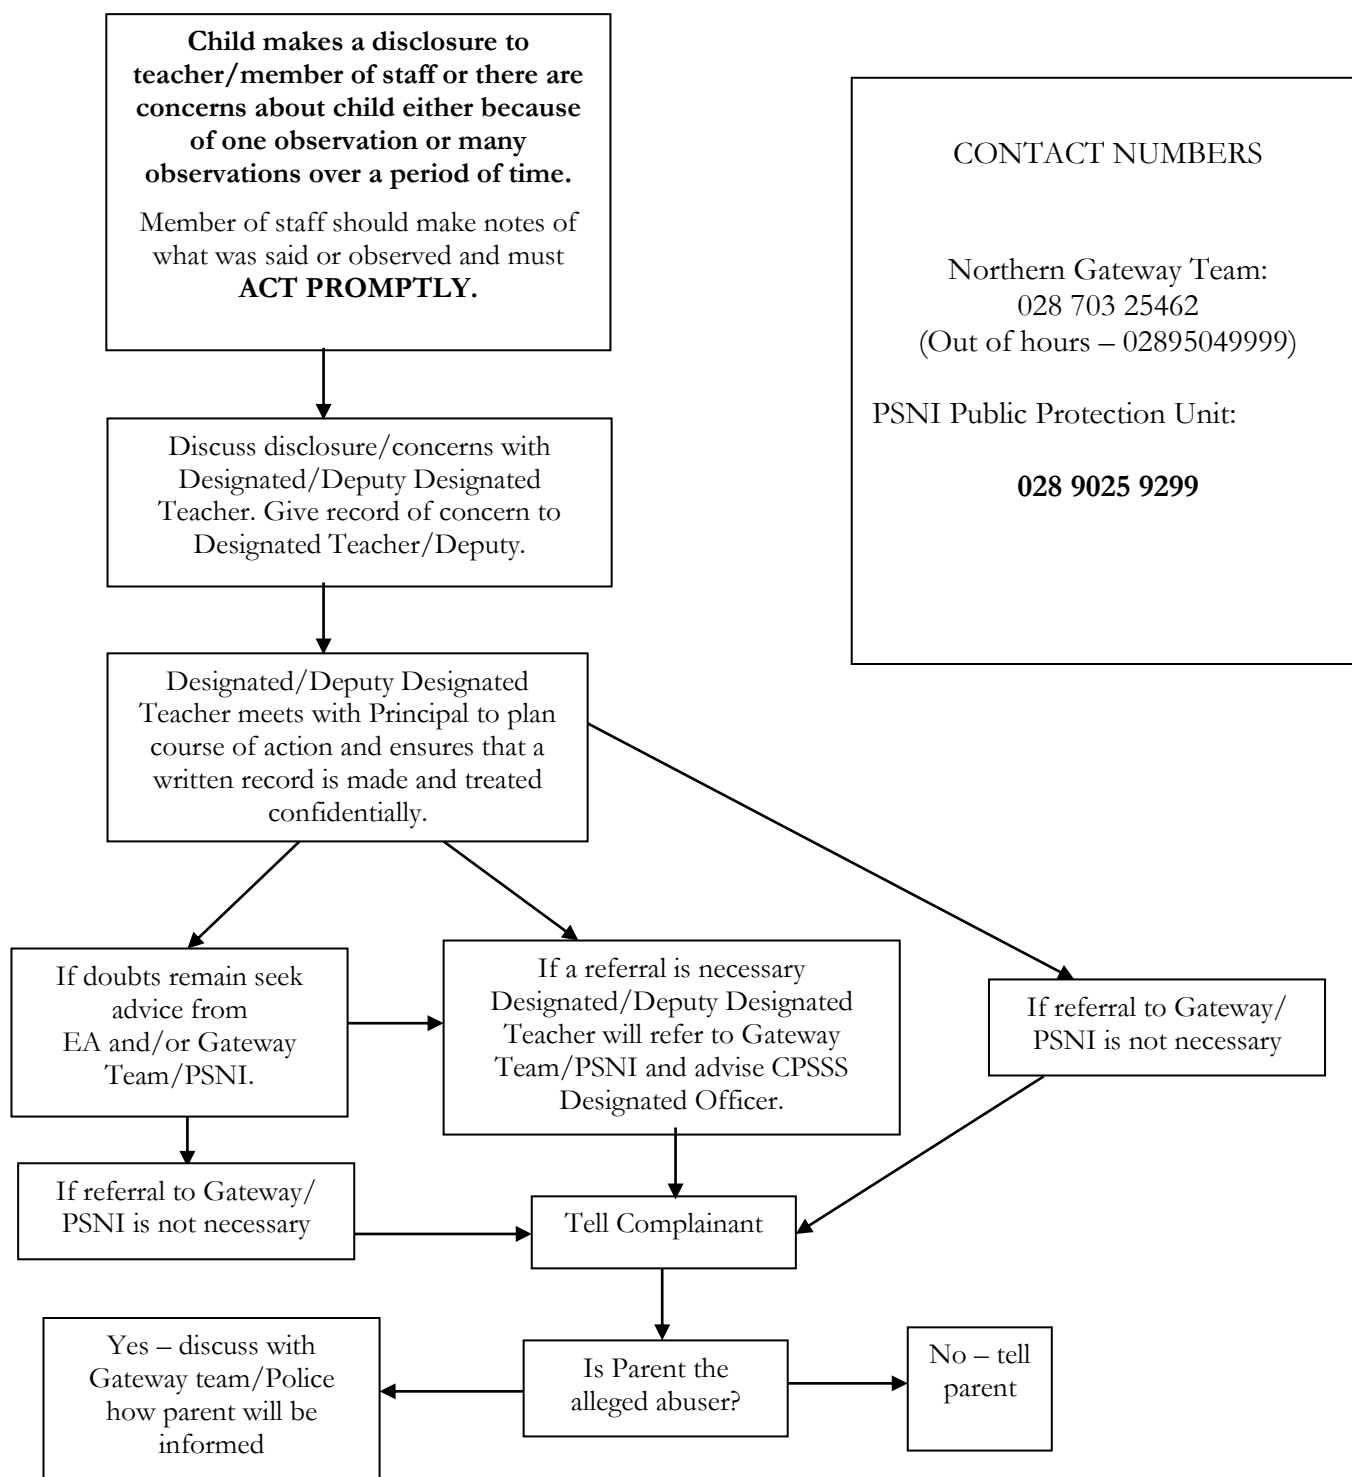 Child makes a disclosure to
teacher/member of staff or there are
concerns about child either because
of one observation or many
observations over a period of time.
Member of staff should make notes of
what was said or observed and must
ACT PROMPTLY.
CONTACT NUMBERS
Northern Gateway Team:
028 703 25462
(Out of hours – 02895049999)
PSNI Public Protection Unit:
028 9025 9299
Discuss disclosure/concerns with
Designated/Deputy Designated
Teacher. Give record of concern to
Designated Teacher/Deputy.
Designated/Deputy Designated
Teacher meets with Principal to plan
course of action and ensures that a
written record is made and treated
confidentially.
If doubts remain seek
advice from
EA and/or Gateway
Team/PSNI.
If a referral is necessary
Designated/Deputy Designated
Teacher will refer to Gateway
Team/PSNI and advise CPSSS
Designated Officer.
If referral to Gateway/
PSNI is not necessary
If referral to Gateway/
PSNI is not necessary
Tell Complainant
Yes – discuss with
Gateway team/Police
how parent will be
informed
Is Parent the
alleged abuser?
No – tell
parent